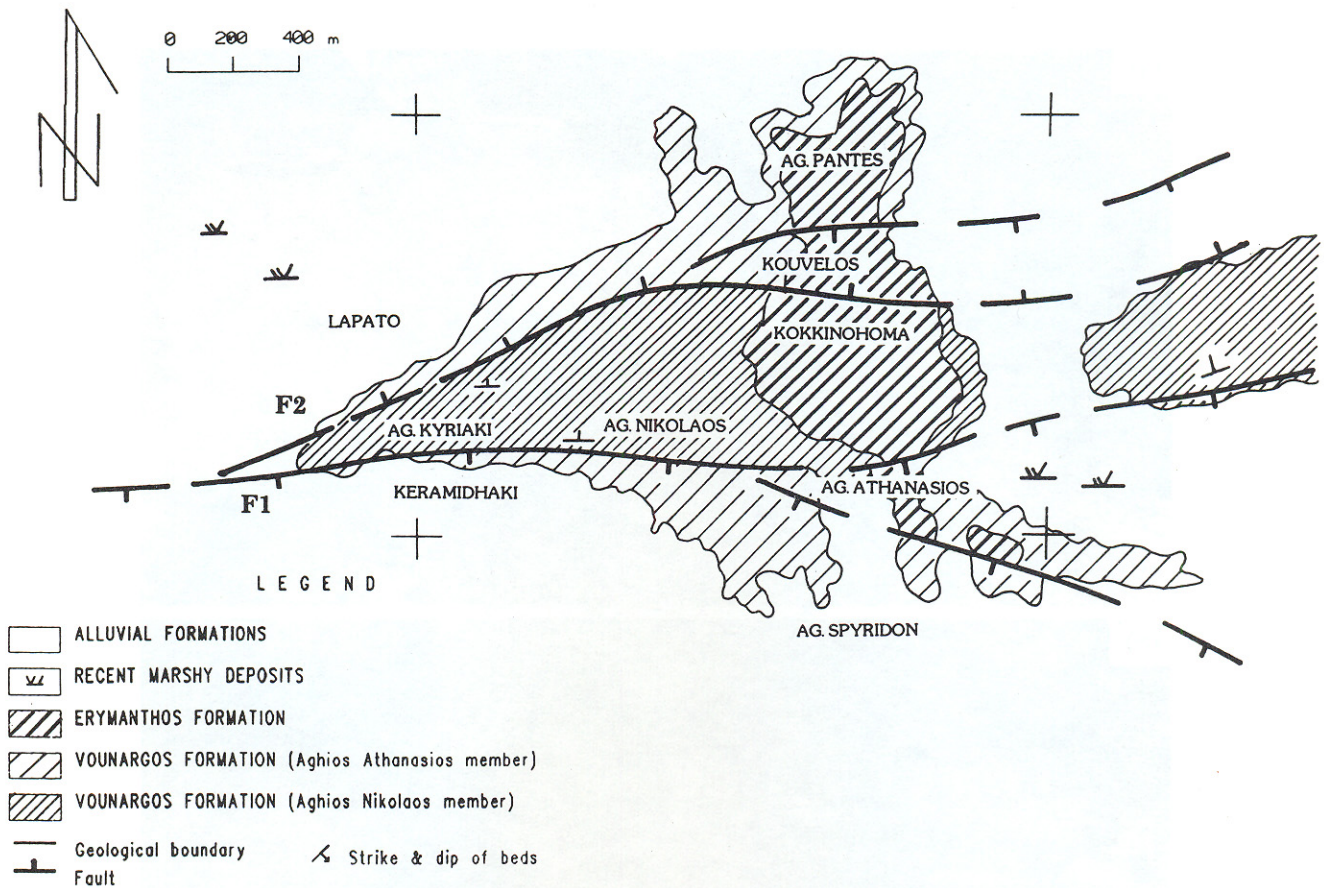 0 200 400 m
AG. PANTES
KOUVELOS
LAPATO
KOKKINOHOMA
F2
AG. KYRIAKI
AG. NIKOLAOS
F1
KERAMIDHAKI
AG. ATHANASIOS
LEGEND
AG. SPYRIDON
ALLUVIAL FORMATIONS
RECENT MARSHY DEPOSITS
ERYMANTHOS FORMATION
VOUNARGOS FORMATION (Aghios Athanasios member)
VOUNARGOS FORMATION (Aghios Nikolaos member)
Geological boundary
Strike & dip of beds
Fault